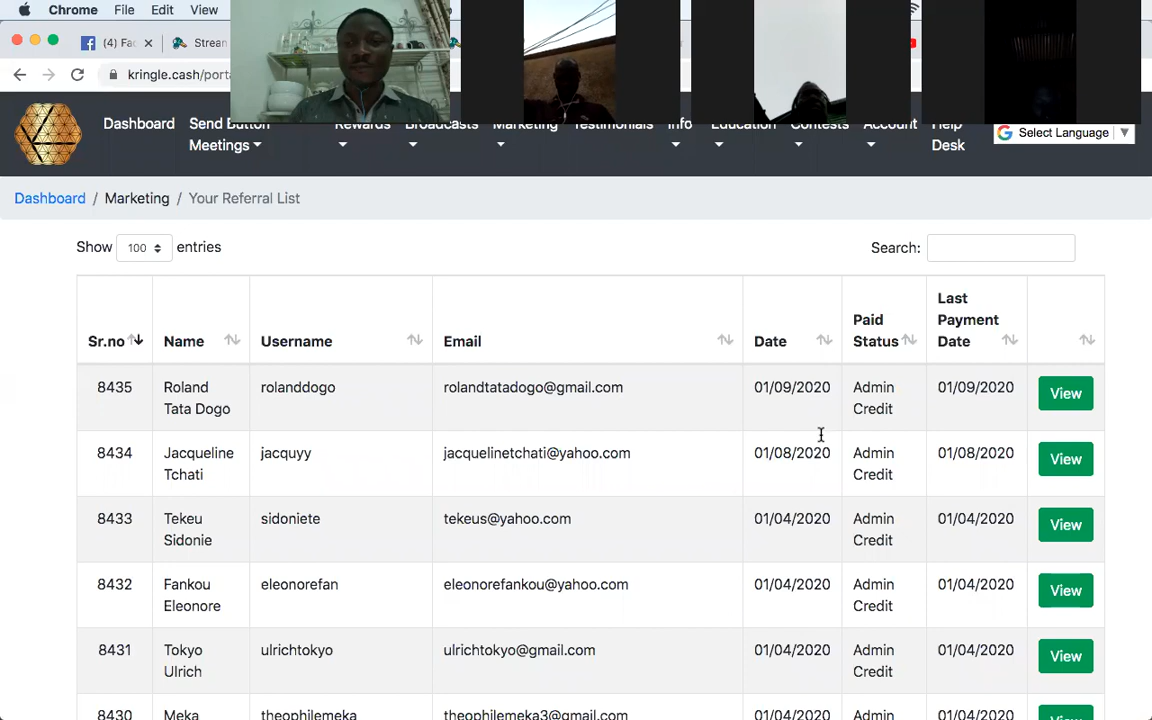 Chrome File Edit View
(4) Fac Strea
kringle.cash/port
Dashboard Send Button Rewards Broadcasts Marketing Testimonials Info Education Contests Account Help
Meetings Desk
Select Language
Dashboard / Marketing / Your Referral List
Show 100 entries Search:
Last
Paid Payment
Sr.no Name Username Email Date Status Date
8435 Roland rolanddogo rolandtatadogo@gmail.com 01/09/2020 Admin 01/09/2020 View
Tata Dogo Credit
8434 Jacqueline jacquyy jacquelinetchati@yahoo.com 01/08/2020 Admin 01/08/2020 View
Tchati Credit
8433 Tekeu sidoniete tekeus@yahoo.com 01/04/2020 Admin 01/04/2020 View
Sidonie Credit
8432 Fankou eleonorefan eleonorefankou@yahoo.com 01/04/2020 Admin 01/04/2020 View
Eleonore Credit
8431 Tokyo ulrichtokyo ulrichtokyo@gmail.com 01/04/2020 Admin 01/04/2020 View
Ulrich Credit
8430 Meka theophilemeka theophilemeka3@gmail.com 01/04/2020 Admin 01/04/2020 View